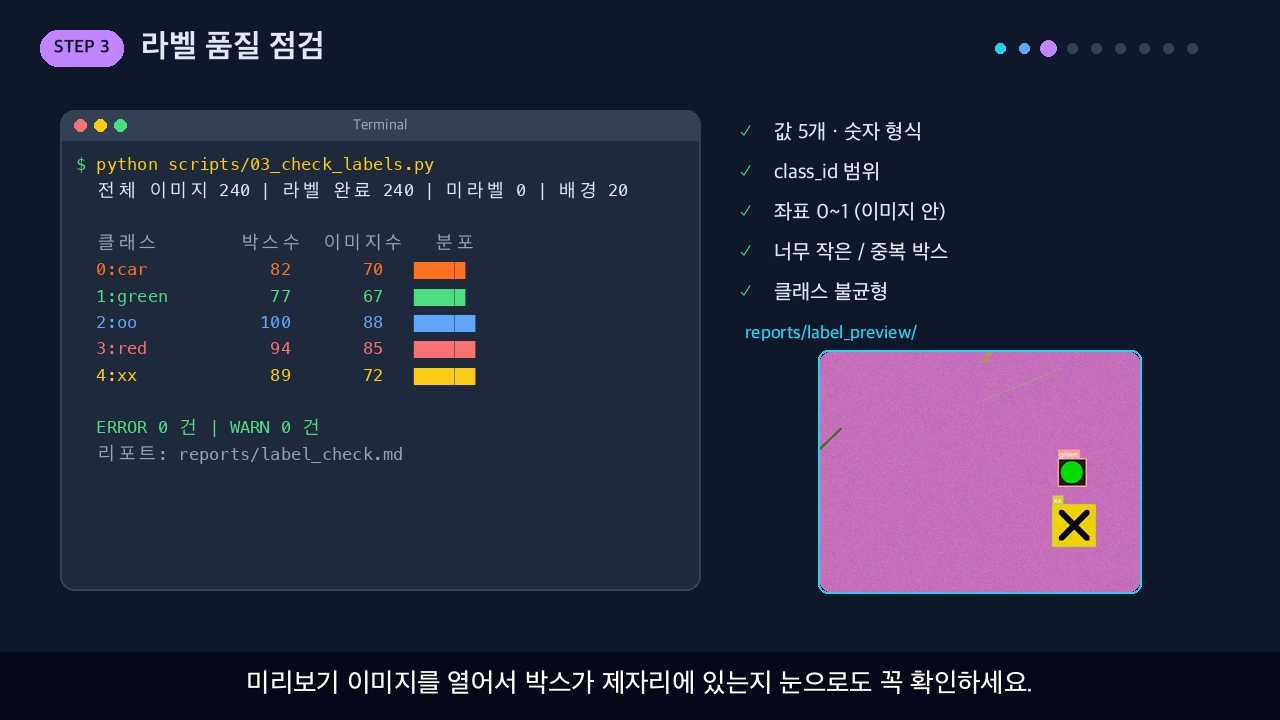 STEP 3 라벨 품질 점검
Terminal
$ python scripts/03_check_labels.py
전체 이미지 240 | 라벨 완료 240 | 미라벨 0 | 배경 20
클래스 박스수 이미지수 분포
0:car 82 70
1:green 77 67
2:oo 100 88
3:red 94 85
4:xx 89 72
ERROR 0 건 | WARN 0 건
리포트: reports/label_check.md
✓ 값 5개 · 숫자 형식
✓ class_id 범위
✓ 좌표 0~1 (이미지 안)
✓ 너무 작은 / 중복 박스
✓ 클래스 불균형
reports/label_preview/
green
xx
미리보기 이미지를 열어서 박스가 제자리에 있는지 눈으로도 꼭 확인하세요.